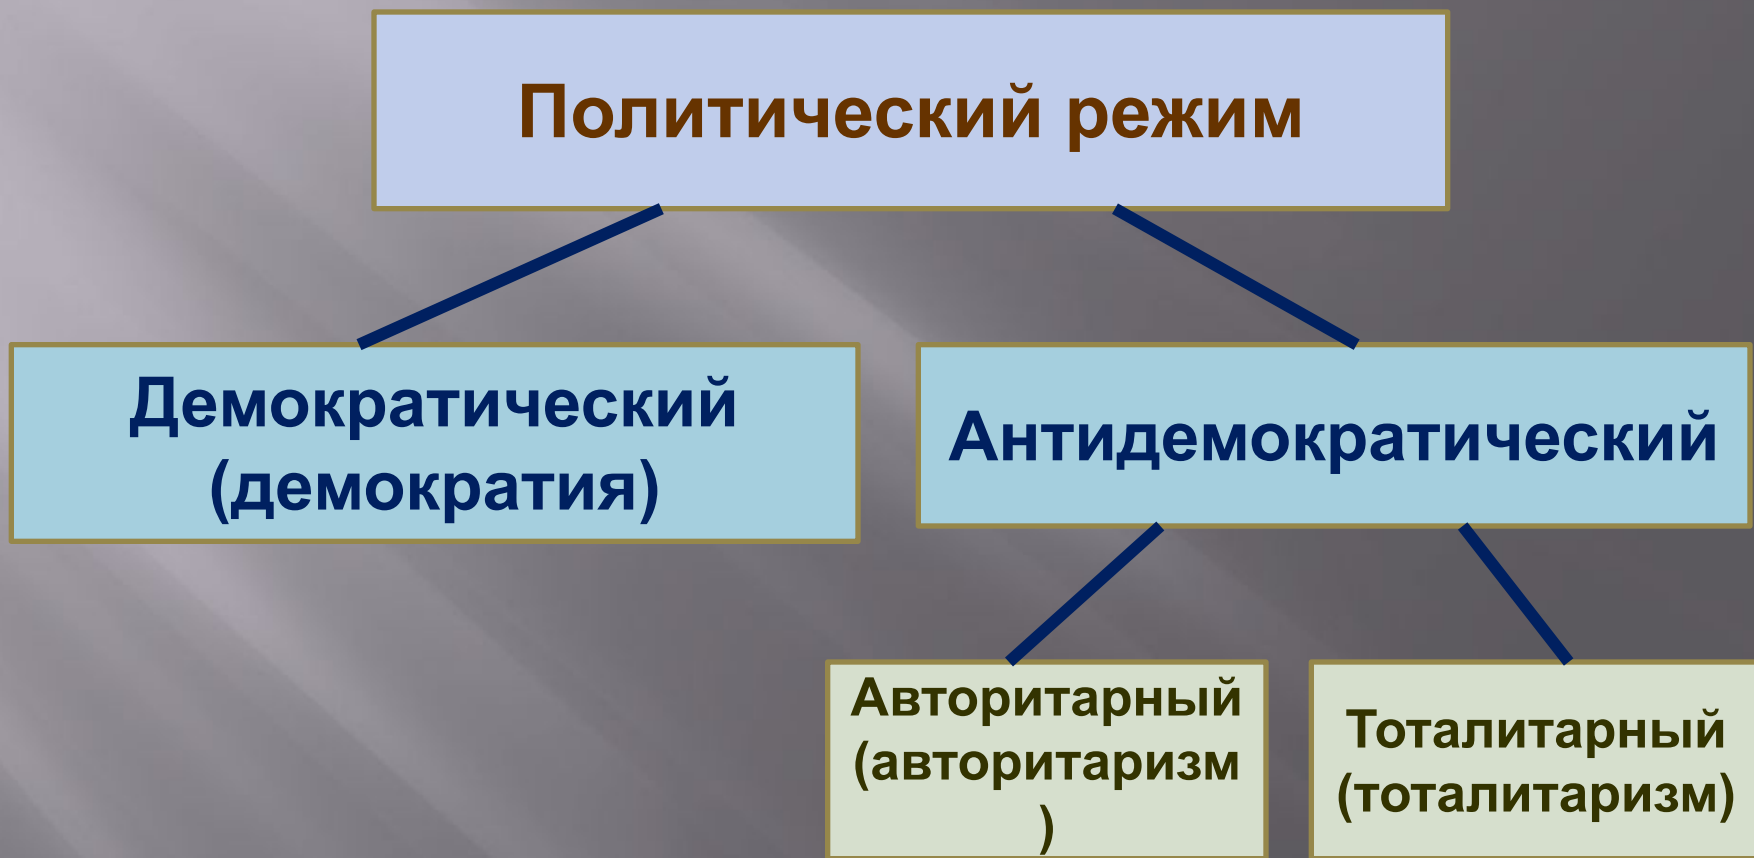 Политический режим
Демократический
(демократия)
Антидемократический
Авторитарный
(авторитаризм
)
Тоталитарный
(тоталитаризм)